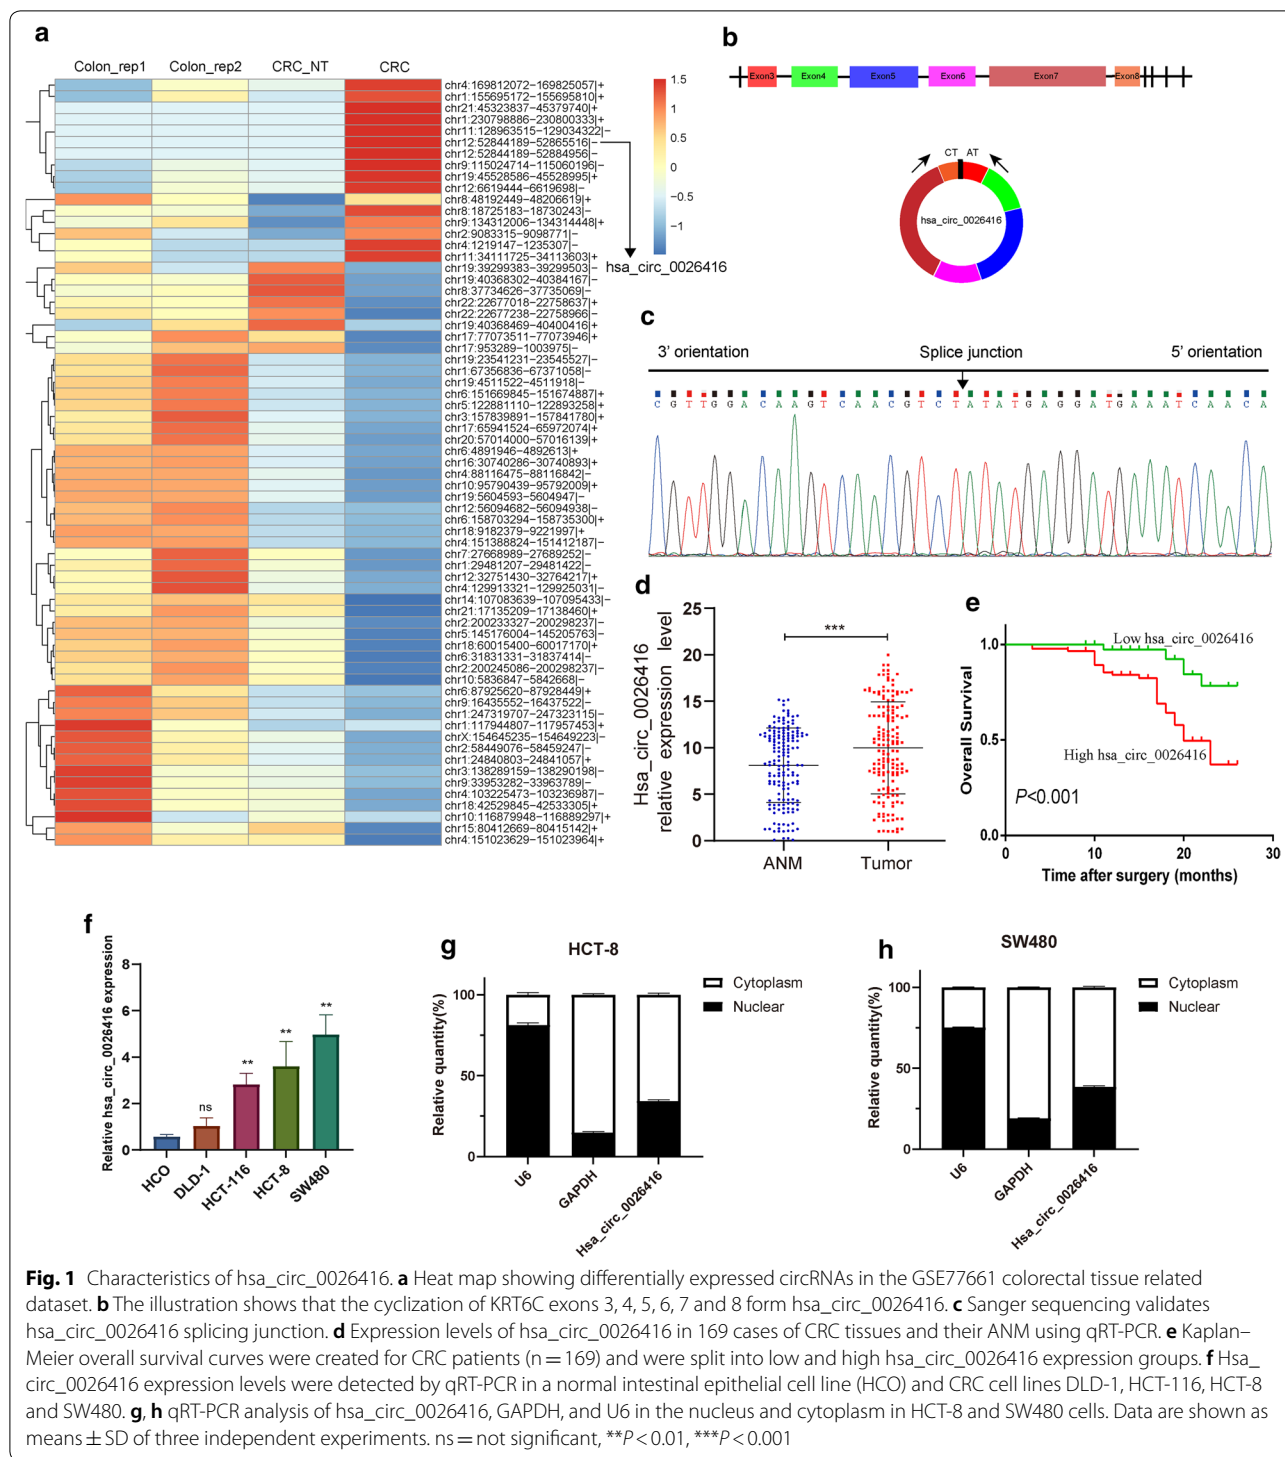 a
Colon_rep1 Colon_rep2 CRC_NT CRC
chr4:169812072−169825057|+
chr1:155695172−155695810|+
chr21:45323837−45379740|+
chr1:230798886−230800333|+
chr11:128963515−129034322|−
chr12:52844189−52865516|−
chr12:52844189−52884956|−
chr9:115024714−115060196|−
chr19:45528586−45528995|+
chr12:6619444−6619698|−
chr8:48192449−48206619|+
chr8:18725183−18730243|−
chr9:134312006−134314448|+
chr2:9083315−9098771|−
chr4:1219147−1235307|−
chr11:34111725−34113603|+
chr19:39299383−39299503|−
chr19:40368302−40384167|−
chr8:37734626−37735069|−
chr22:22677018−22758637|+
chr22:22677238−22758966|−
chr19:40368469−40400416|+
chr17:77073511−77073946|+
chr17:953289−1003975|−
chr19:23541231−23545527|−
chr1:67356836−67371058|−
chr19:4511522−4511918|−
chr6:151669845−151674887|+
chr5:122881110−122893258|+
chr3:157839891−157841780|+
chr17:65941524−65972074|+
chr20:57014000−57016139|+
chr6:4891946−4892613|+
chr16:30740286−30740893|+
chr4:88116475−88116842|−
chr10:95790439−95792009|+
chr19:5604593−5604947|−
chr12:56094682−56094938|−
chr6:158703294−158735300|+
chr18:9182379−9221997|+
chr4:151388824−151412187|−
chr7:27668989−27689252|−
chr1:29481207−29481422|−
chr12:32751430−32764217|+
chr4:129913321−129925031|−
chr14:107083639−107095433|−
chr21:17135209−17138460|+
chr2:200233327−200298237|−
chr5:145176004−145205763|−
chr18:60015400−60017170|+
chr6:31831331−31837414|−
chr2:200245086−200298237|−
chr10:5836847−5842668|−
chr6:87925620−87928449|+
chr9:16435552−16437522|−
chr1:247319707−247323115|−
chr1:117944807−117957453|+
chrX:154645235−154649223|−
chr2:58449076−58459247|−
chr1:24840803−24841057|+
chr3:138289159−138290198|−
chr9:33953282−33963789|−
chr4:103225473−103236987|−
chr18:42529845−42533305|+
chr10:116879948−116889297|+
chr15:80412669−80415142|+
chr4:151023629−151023964|+
1.5
1
0.5
0
−0.5
−1
hsa_circ_0026416
b
Exon3 Exon4 Exon5 Exon6 Exon7 Exon8
CT AT
hsa_circ_0026416
c
3' orientation Splice junction 5' orientation
C G T T G G A C A A G T C A A C G T C T A T A T G A G G A T G A A A T C A A C A
d
Hsa_circ_0026416
relative expression level
25
20
15
10
5
0
***
ANM Tumor
e
Overall Survival
1.0
0.5
0.0
Low hsa_circ_0026416
High hsa_circ_0026416
P<0.001
0 10 20 30
Time after surgery (months)
f
Relative hsa_circ_0026416 expression
8
6
4
2
0
ns ** ** **
HCO DLD-1 HCT-116 HCT-8 SW480
g
HCT-8
Relative quantity(%)
100
50
0
Cytoplasm
Nuclear
U6 GAPDH Hsa_circ_0026416
h
SW480
Relative quantity(%)
100
50
0
Cytoplasm
Nuclear
U6 GAPDH Hsa_circ_0026416
Fig. 1 Characteristics of hsa_circ_0026416. a Heat map showing differentially expressed circRNAs in the GSE77661 colorectal tissue related
dataset. b The illustration shows that the cyclization of KRT6C exons 3, 4, 5, 6, 7 and 8 form hsa_circ_0026416. c Sanger sequencing validates
hsa_circ_0026416 splicing junction. d Expression levels of hsa_circ_0026416 in 169 cases of CRC tissues and their ANM using qRT-PCR. e Kaplan–
Meier overall survival curves were created for CRC patients (n = 169) and were split into low and high hsa_circ_0026416 expression groups. f Hsa_
circ_0026416 expression levels were detected by qRT-PCR in a normal intestinal epithelial cell line (HCO) and CRC cell lines DLD-1, HCT-116, HCT-8
and SW480. g, h qRT-PCR analysis of hsa_circ_0026416, GAPDH, and U6 in the nucleus and cytoplasm in HCT-8 and SW480 cells. Data are shown as
means ± SD of three independent experiments. ns = not significant, **P < 0.01, ***P < 0.001